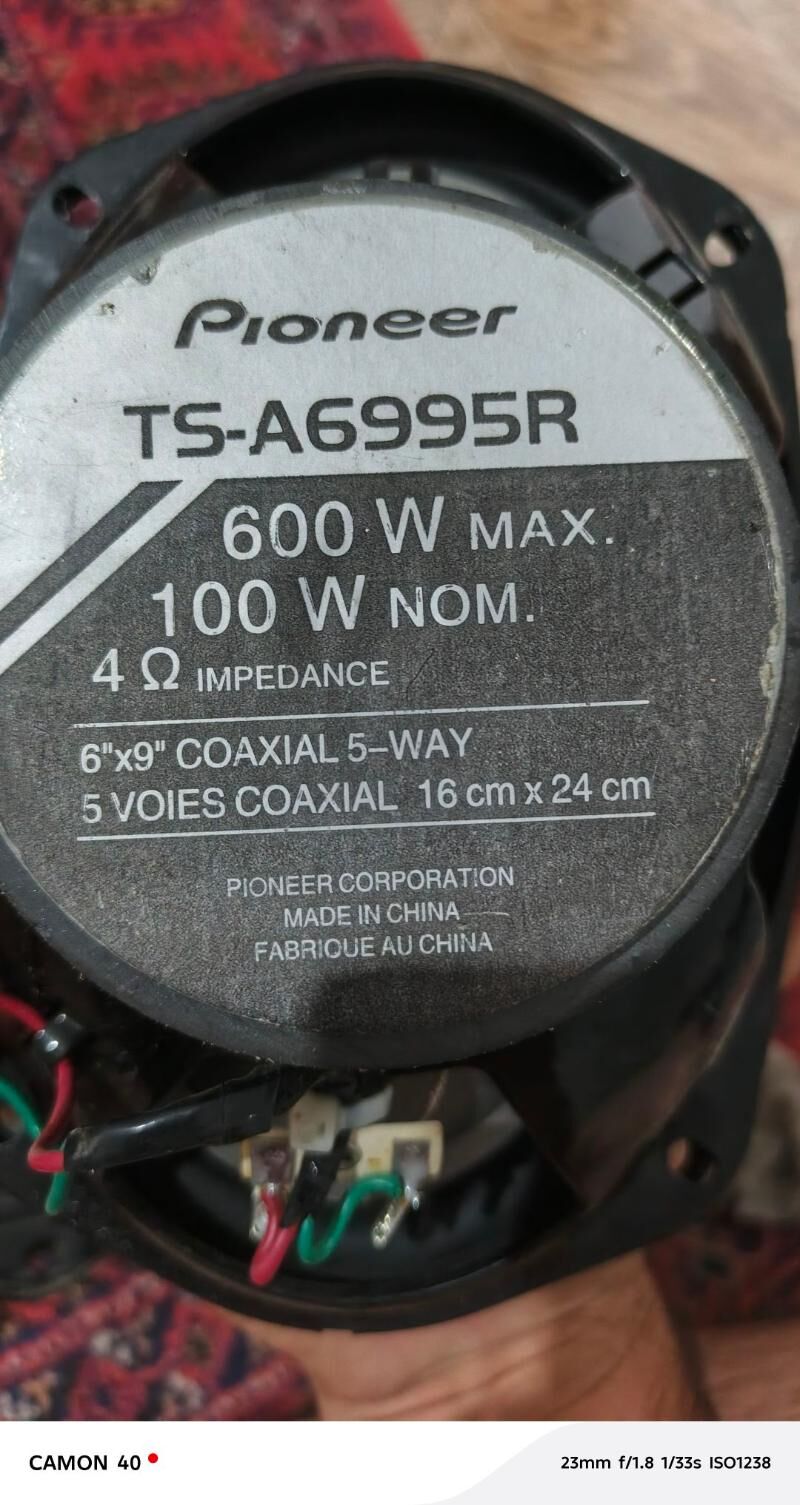 Pioneer
TS-A6995R
600 W MAX.
100 W NOM.
4 Ω IMPEDANCE
6"x9" COAXIAL 5–WAY
5 VOIES COAXIAL 16 cm x 24 cm
PIONEER CORPORATION
MADE IN CHINA
FABRIQUE AU CHINA
CAMON 40
23mm f/1.8 1/33s ISO1238